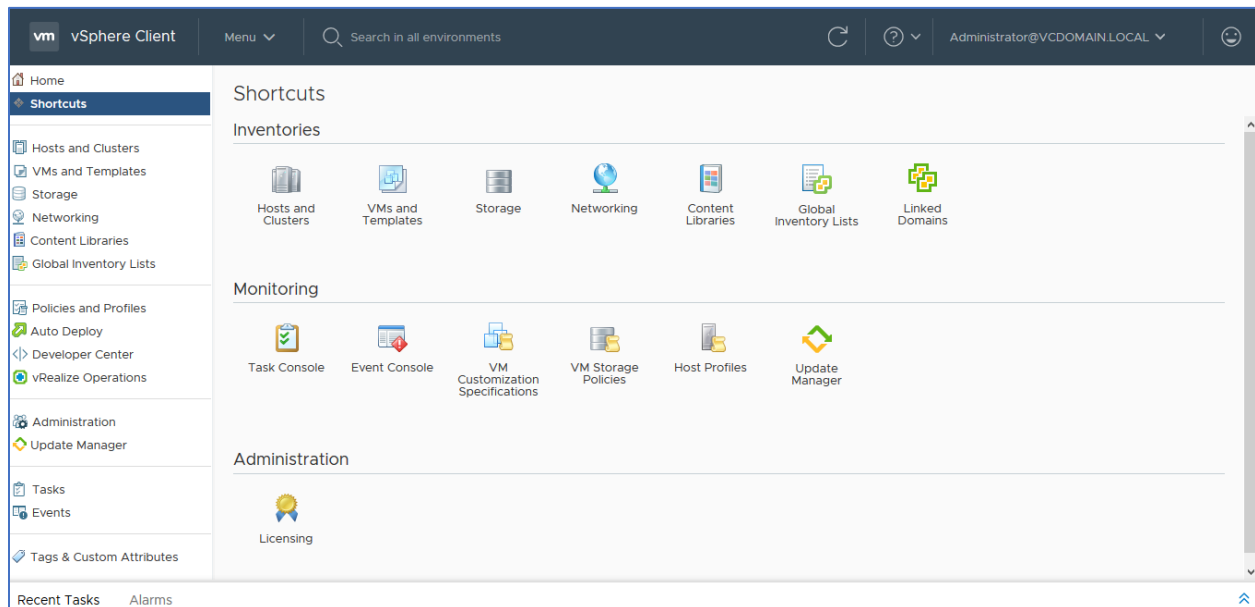 vm vSphere Client Menu Search in all environments Administrator@VCDOMAIN.LOCAL
Home
Shortcuts
Hosts and Clusters
VMs and Templates
Storage
Networking
Content Libraries
Global Inventory Lists
Policies and Profiles
Auto Deploy
Developer Center
vRealize Operations
Administration
Update Manager
Tasks
Events
Tags & Custom Attributes
Shortcuts
Inventories
Hosts and
Clusters
VMs and
Templates
Storage
Networking
Content
Libraries
Global
Inventory Lists
Linked
Domains
Monitoring
Task Console
Event Console
VM
Customization
Specifications
VM Storage
Policies
Host Profiles
Update
Manager
Administration
Licensing
Recent Tasks Alarms